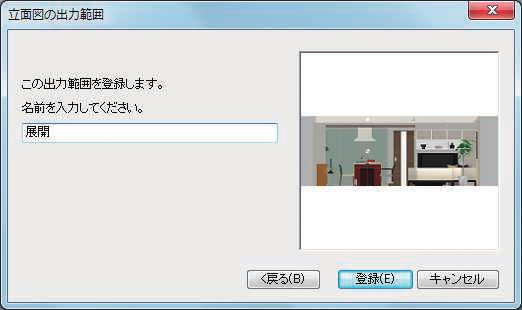 立面図の出力範囲
この出力範囲を登録します。
名前を入力してください。
展開
<戻る(B)
登録(E)
キャンセル